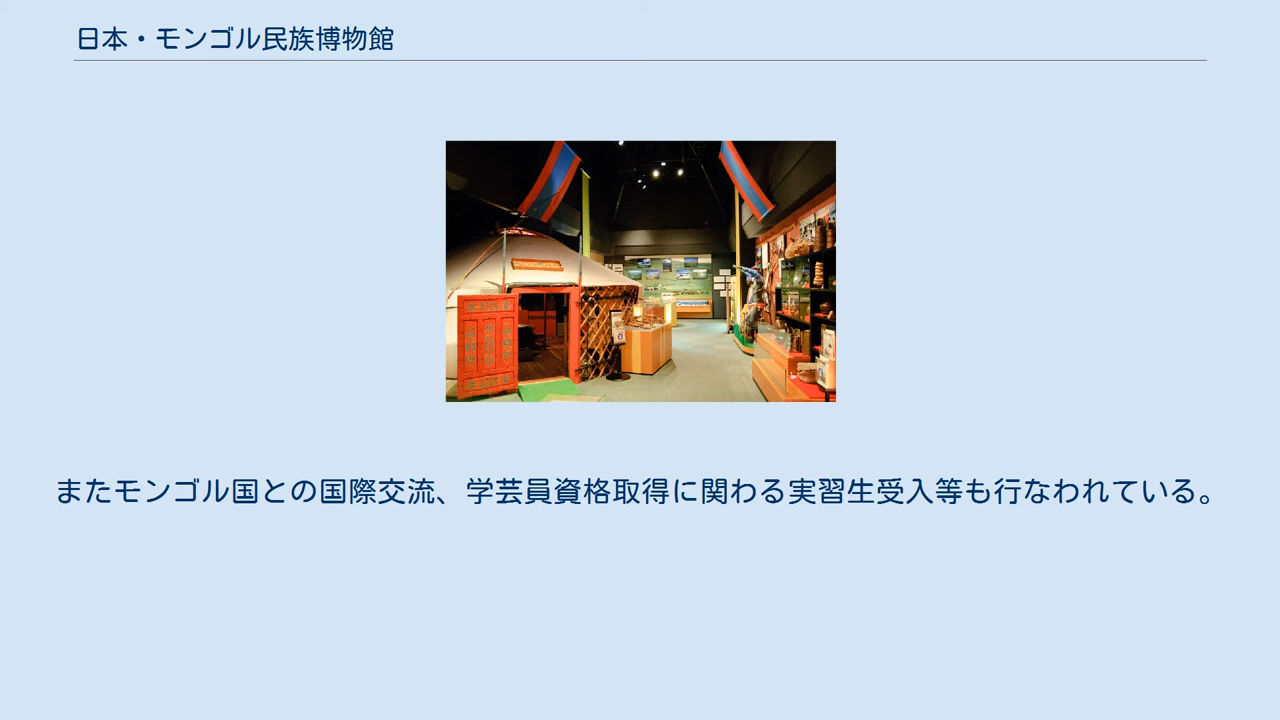 日本・モンゴル民族博物館
またモンゴル国との国際交流、学芸員資格取得に関わる実習生受入等も行なわれている。